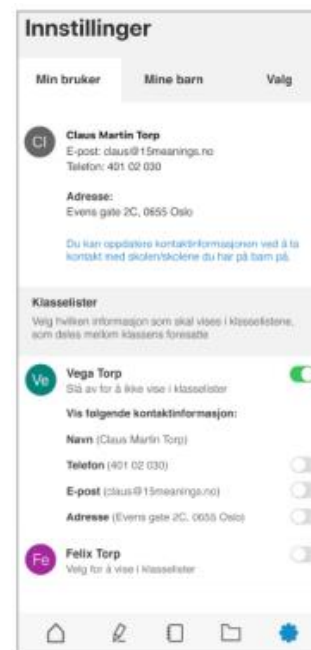 Innstillinger
Min bruker Mine barn Valg
Cl
Claus Martin Torp
E-post: claus@15meanings.no
Telefon: 401 02 030
Adresse:
Evens gate 2C, 0655 Oslo
Du kan oppdatere kontaktinformasjonen ved å ta
kontakt med skolen/skolene du har på barn på.
Klasselister
Velg hvilken informasjon som skal vises i klasselistene,
som deles mellom klassens foresatte
Ve
Vega Torp
Slå av for å ikke vise i klasselister
Vis følgende kontaktinformasjon:
Navn (Claus Martin Torp)
Telefon (401 02 030)
E-post (claus@15meanings.no)
Adresse (Evens gate 2C, 0655 Oslo)
Fe
Felix Torp
Velg for å vise i klasselister